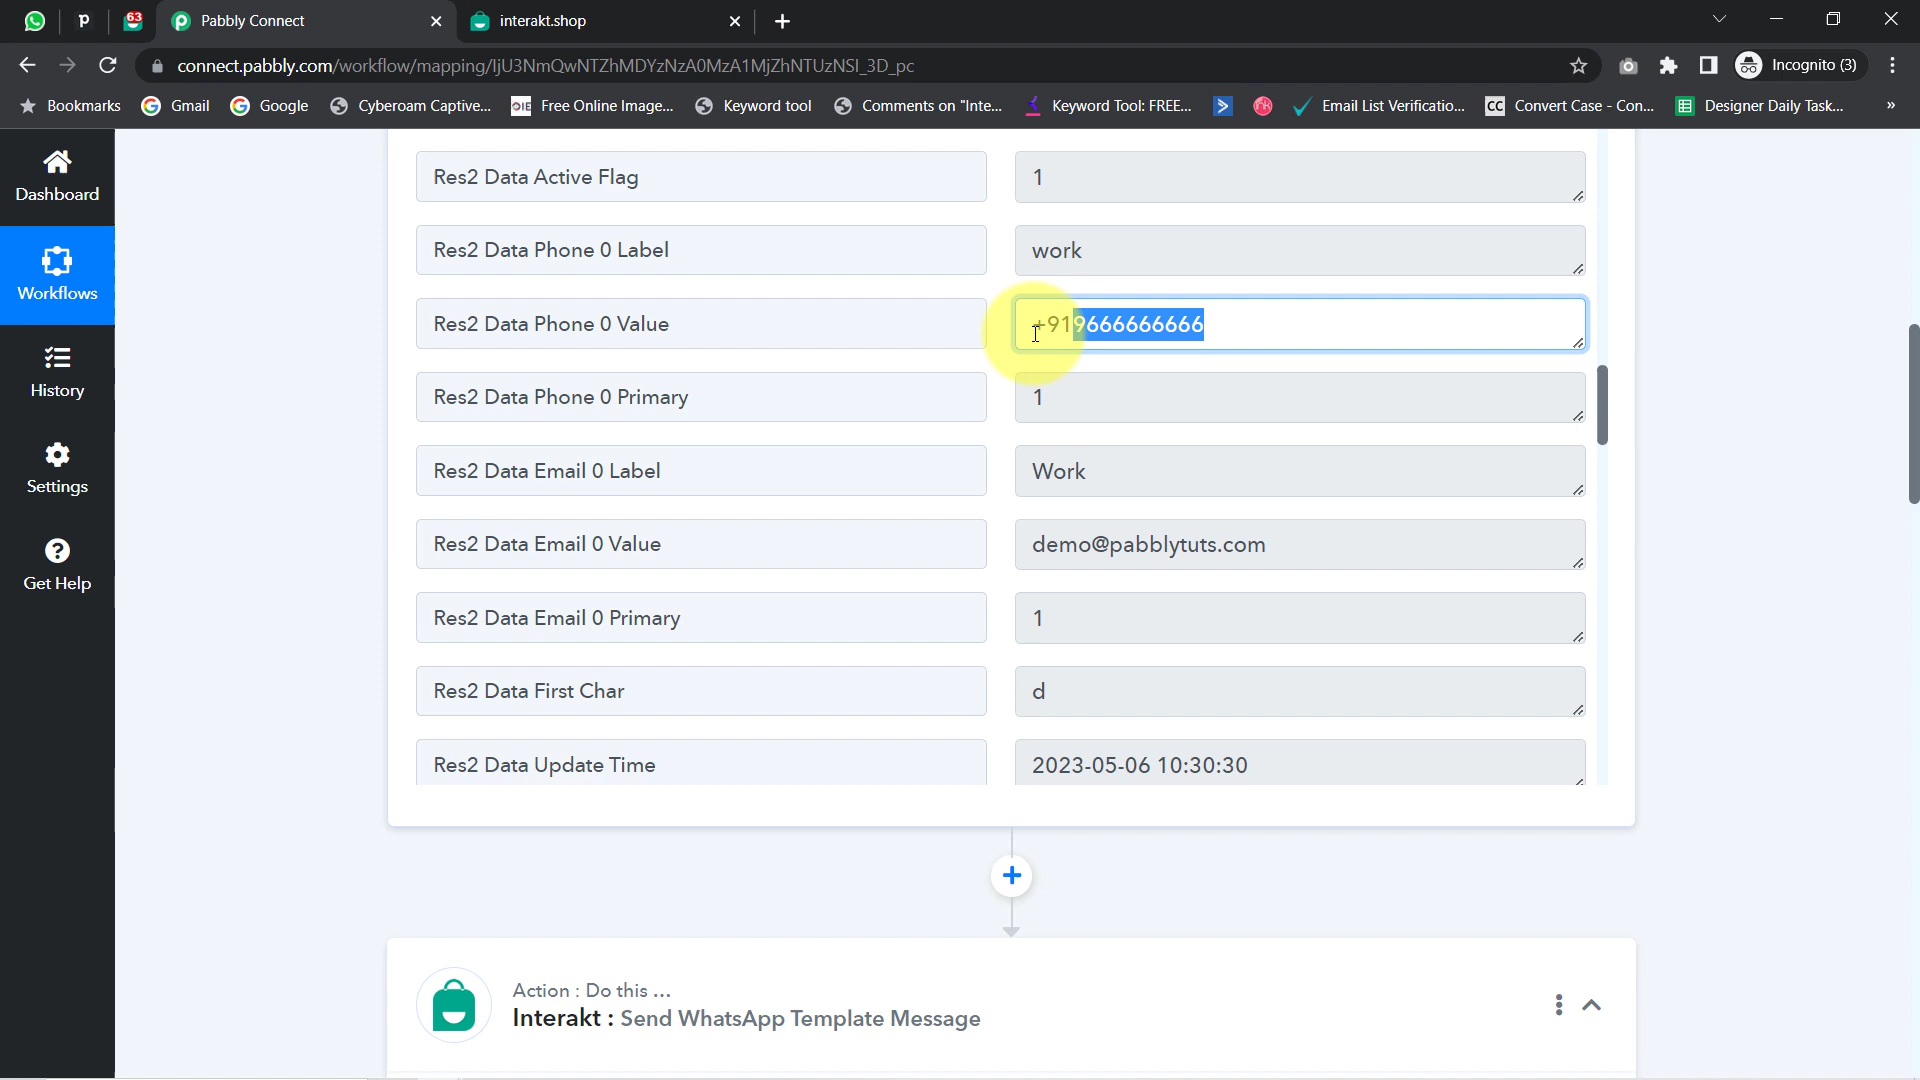 63
Pabbly Connect
interakt.shop
connect.pabbly.com/workflow/mapping/IjU3NmQwNTZhMDYzNzA0MzA1MjZhNTUzNSI_3D_pc
Incognito (3)
Bookmarks
Gmail
Google
Cyberoam Captive...
OIE
Free Online Image...
Keyword tool
Comments on "Inte...
Keyword Tool: FREE...
Email List Verificatio...
CC
Convert Case - Con...
Designer Daily Task...
Dashboard
Workflows
History
Settings
Get Help
Res2 Data Active Flag
1
Res2 Data Phone 0 Label
work
Res2 Data Phone 0 Value
+919666666666
Res2 Data Phone 0 Primary
1
Res2 Data Email 0 Label
Work
Res2 Data Email 0 Value
demo@pabblytuts.com
Res2 Data Email 0 Primary
1
Res2 Data First Char
d
Res2 Data Update Time
2023-05-06 10:30:30
Action : Do this ...
Interakt : Send WhatsApp Template Message